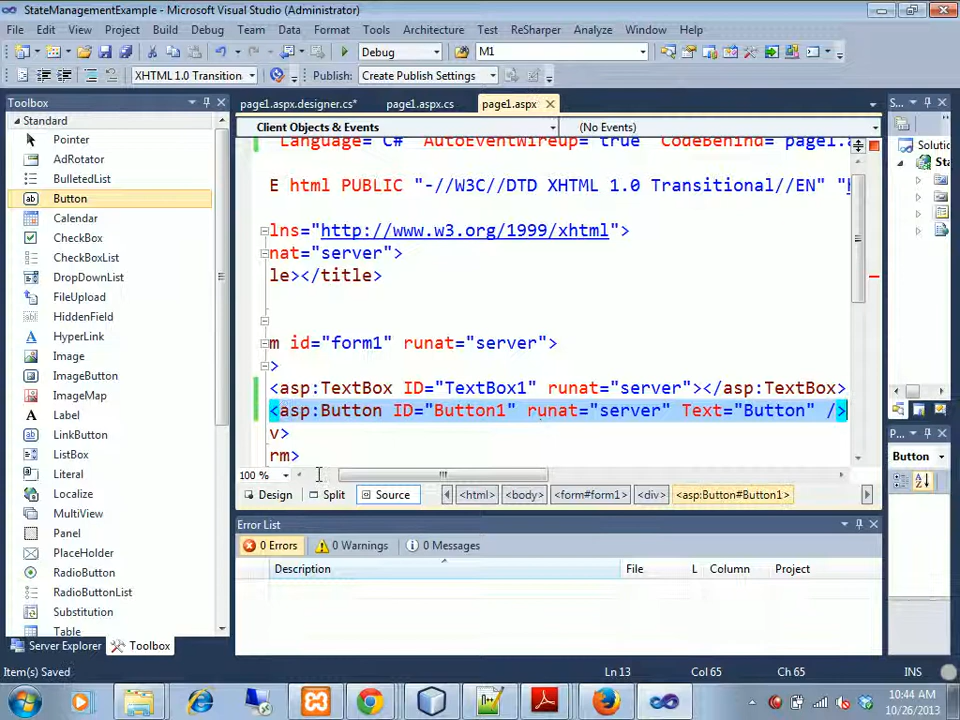 StateManagementExample - Microsoft Visual Studio (Administrator)
File Edit View Project Build Debug Team Data Format Tools Architecture Test ReSharper Analyze Window Help
Debug M1
XHTML 1.0 Transition Publish: Create Publish Settings
Toolbox
page1.aspx.designer.cs* page1.aspx.cs page1.aspx
S...
Standard
Client Objects & Events (No Events)
Pointer
Language="C#" AutoEventWireup="true" CodeBehind="page1.a
AdRotator
Solutio
BulletedList
E html PUBLIC "-//W3C//DTD XHTML 1.0 Transitional//EN" "h
Button
Calendar
lns="http://www.w3.org/1999/xhtml">
CheckBox
nat="server">
CheckBoxList
le></title>
DropDownList
FileUpload
HiddenField
HyperLink
m id="form1" runat="server">
Image
>
ImageButton
<asp:TextBox ID="TextBox1" runat="server"></asp:TextBox>
ImageMap
<asp:Button ID="Button1" runat="server" Text="Button" />
Label
v>
LinkButton
P...
rm>
ListBox
Button
Literal
100 %
Localize
Design Split Source <html> <body> <form#form1> <div> <asp:Button#Button1>
MultiView
Error List
Panel
0 Errors 0 Warnings 0 Messages
PlaceHolder
Description File L Column Project
RadioButton
RadioButtonList
Substitution
Table
Server Explorer Toolbox
Item(s) Saved Ln 13 Col 65 Ch 65 INS
10:44 AM
10/26/2013